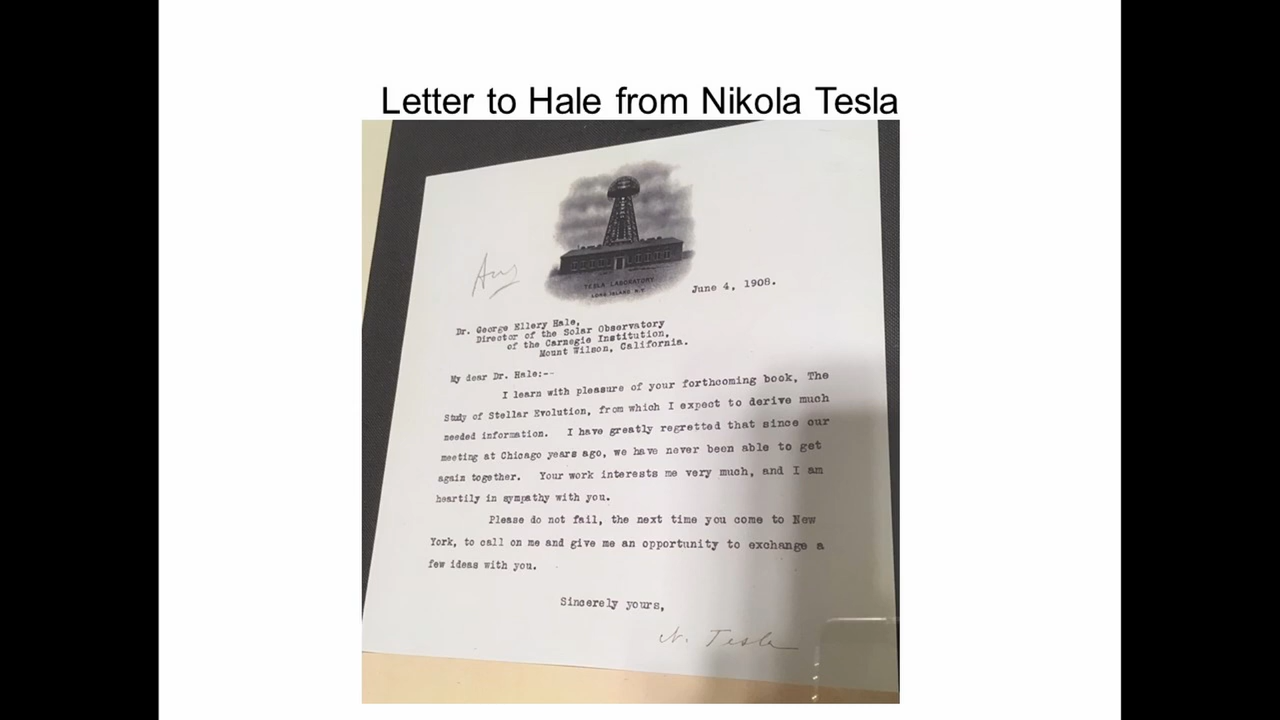 Letter to Hale from Nikola Tesla
TESLA LABORATORY
LONG ISLAND N.Y.
Ans
June 4, 1908.
Dr. George Ellery Hale,
Director of the Solar Observatory
of the Carnegie Institution,
Mount Wilson, California.
My dear Dr. Hale:--
I learn with pleasure of your forthcoming book, The
Study of Stellar Evolution, from which I expect to derive much
needed information. I have greatly regretted that since our
meeting at Chicago years ago, we have never been able to get
again together. Your work interests me very much, and I am
heartily in sympathy with you.
Please do not fail, the next time you come to New
York, to call on me and give me an opportunity to exchange a
few ideas with you.
Sincerely yours,
N. Tesla